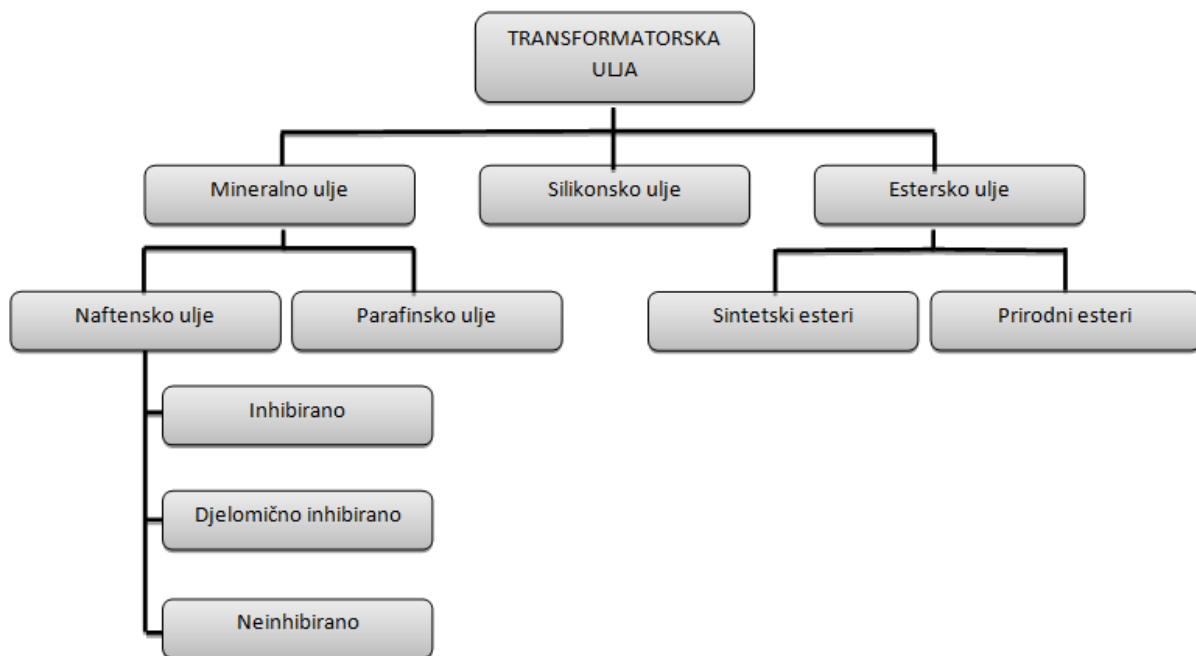 TRANSFORMATORSKA
ULJA
Mineralno ulje
Silikonsko ulje
Estersko ulje
Naftensko ulje
Parafinsko ulje
Sintetski esteri
Prirodni esteri
Inhibirano
Djelomično inhibirano
Neinhibirano